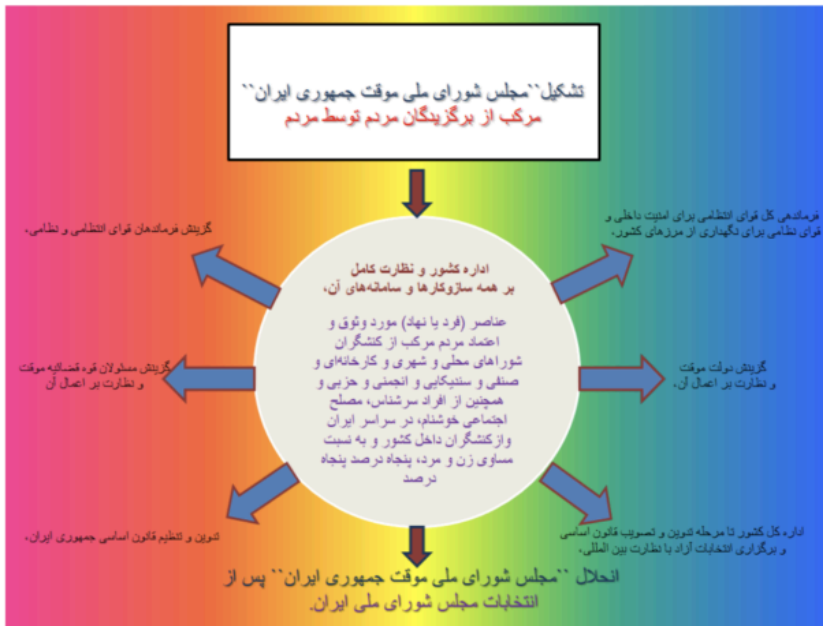 تشکیل``مجلس شورای ملی موقت جمهوری ایران``
مرکب از برگزیدگان مردم توسط مردم
فرماندهی کل قوای انتظامی برای امنیت داخلی و
قوای نظامی برای نگهداری از مرزهای کشور،
گزینش فرماندهان قوای انتظامی و نظامی،
اداره کشور و نظارت کامل
بر همه سازوکارها و سامانه‌های آن،
عناصر (فرد یا نهاد) مورد وثوق و
اعتماد مردم مرکب از کنشگران
شوراهای محلی و شهری و کارخانه‌ای و
صنفی و سندیکایی و انجمنی و حزبی و
همچنین از افراد سرشناس، مصلح
اجتماعی خوشنام، در سراسر ایران
وازکنشگران داخل کشور و به نسبت
مساوی زن و مرد، پنجاه درصد پنجاه
درصد
گزینش دولت موقت
و نظارت بر اعمال آن،
گزینش مسئولان قوه قضائیه موقت
و نظارت بر اعمال آن
اداره کل کشور تا مرحله تدوین و تصویب قانون اساسی
و برگزاری انتخابات آزاد با نظارت بین المللی،
تدوین و تنظیم قانون اساسی جمهوری ایران،
انحلال ``مجلس شورای ملی موقت جمهوری ایران`` پس از
انتخابات مجلس شورای ملی ایران.